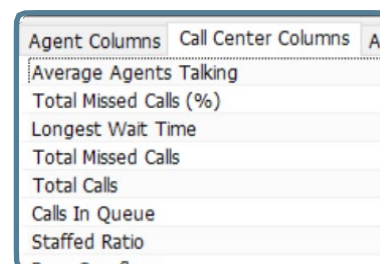 Agent Columns Call Center Columns A
Average Agents Talking
Total Missed Calls (%)
Longest Wait Time
Total Missed Calls
Total Calls
Calls In Queue
Staffed Ratio